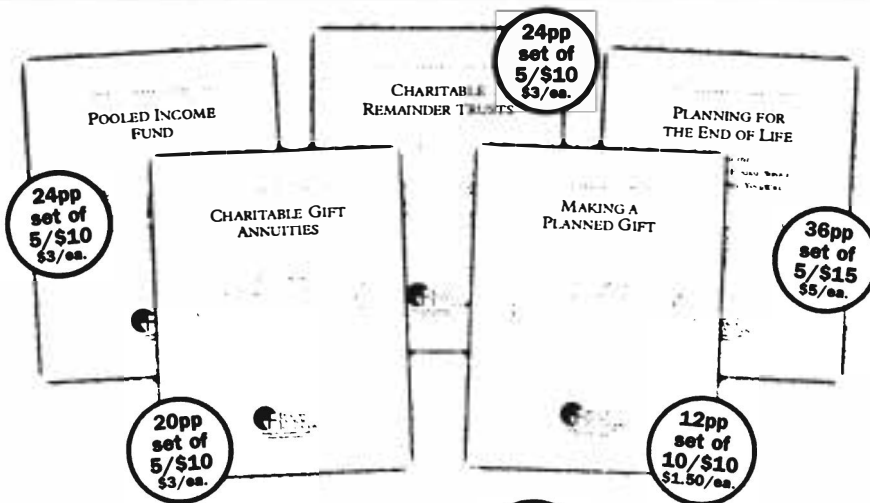 24pp
set of
5/$10
$3/ea.
POOLED INCOME
FUND
CHARITABLE
REMAINDER TRUSTS
PLANNING FOR
THE END OF LIFE
24pp
set of
5/$10
$3/ea.
CHARITABLE GIFT
ANNUITIES
MAKING A
PLANNED GIFT
36pp
set of
5/$15
$5/ea.
20pp
set of
5/$10
$3/ea.
12pp
set of
10/$10
$1.50/ea.